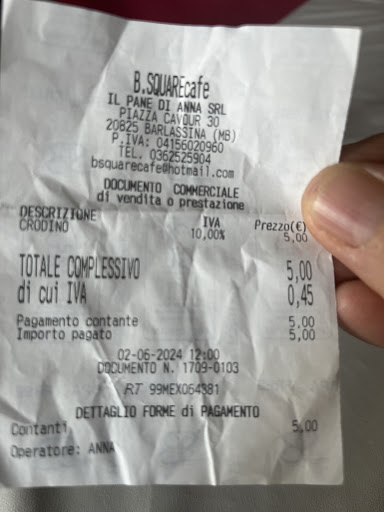 B.SQUAREcafe
IL PANE DI ANNA SRL
PIAZZA CAVOUR 30
20825 BARLASSINA (MB)
P.IVA: 04156020960
TEL. 0362525904
bsquarecafe@hotmail.com
DOCUMENTO COMMERCIALE
di vendita o prestazione
DESCRIZIONE IVA Prezzo(€)
CRODINO 10,00% 5,00
TOTALE COMPLESSIVO 5,00
di cui IVA 0,45
Pagamento contante 5,00
Importo pagato 5,00
02-06-2024 12:00
DOCUMENTO N. 1709-0103
RT 99MEX064381
DETTAGLIO FORME di PAGAMENTO
Contanti 5,00
Operatore: ANNA